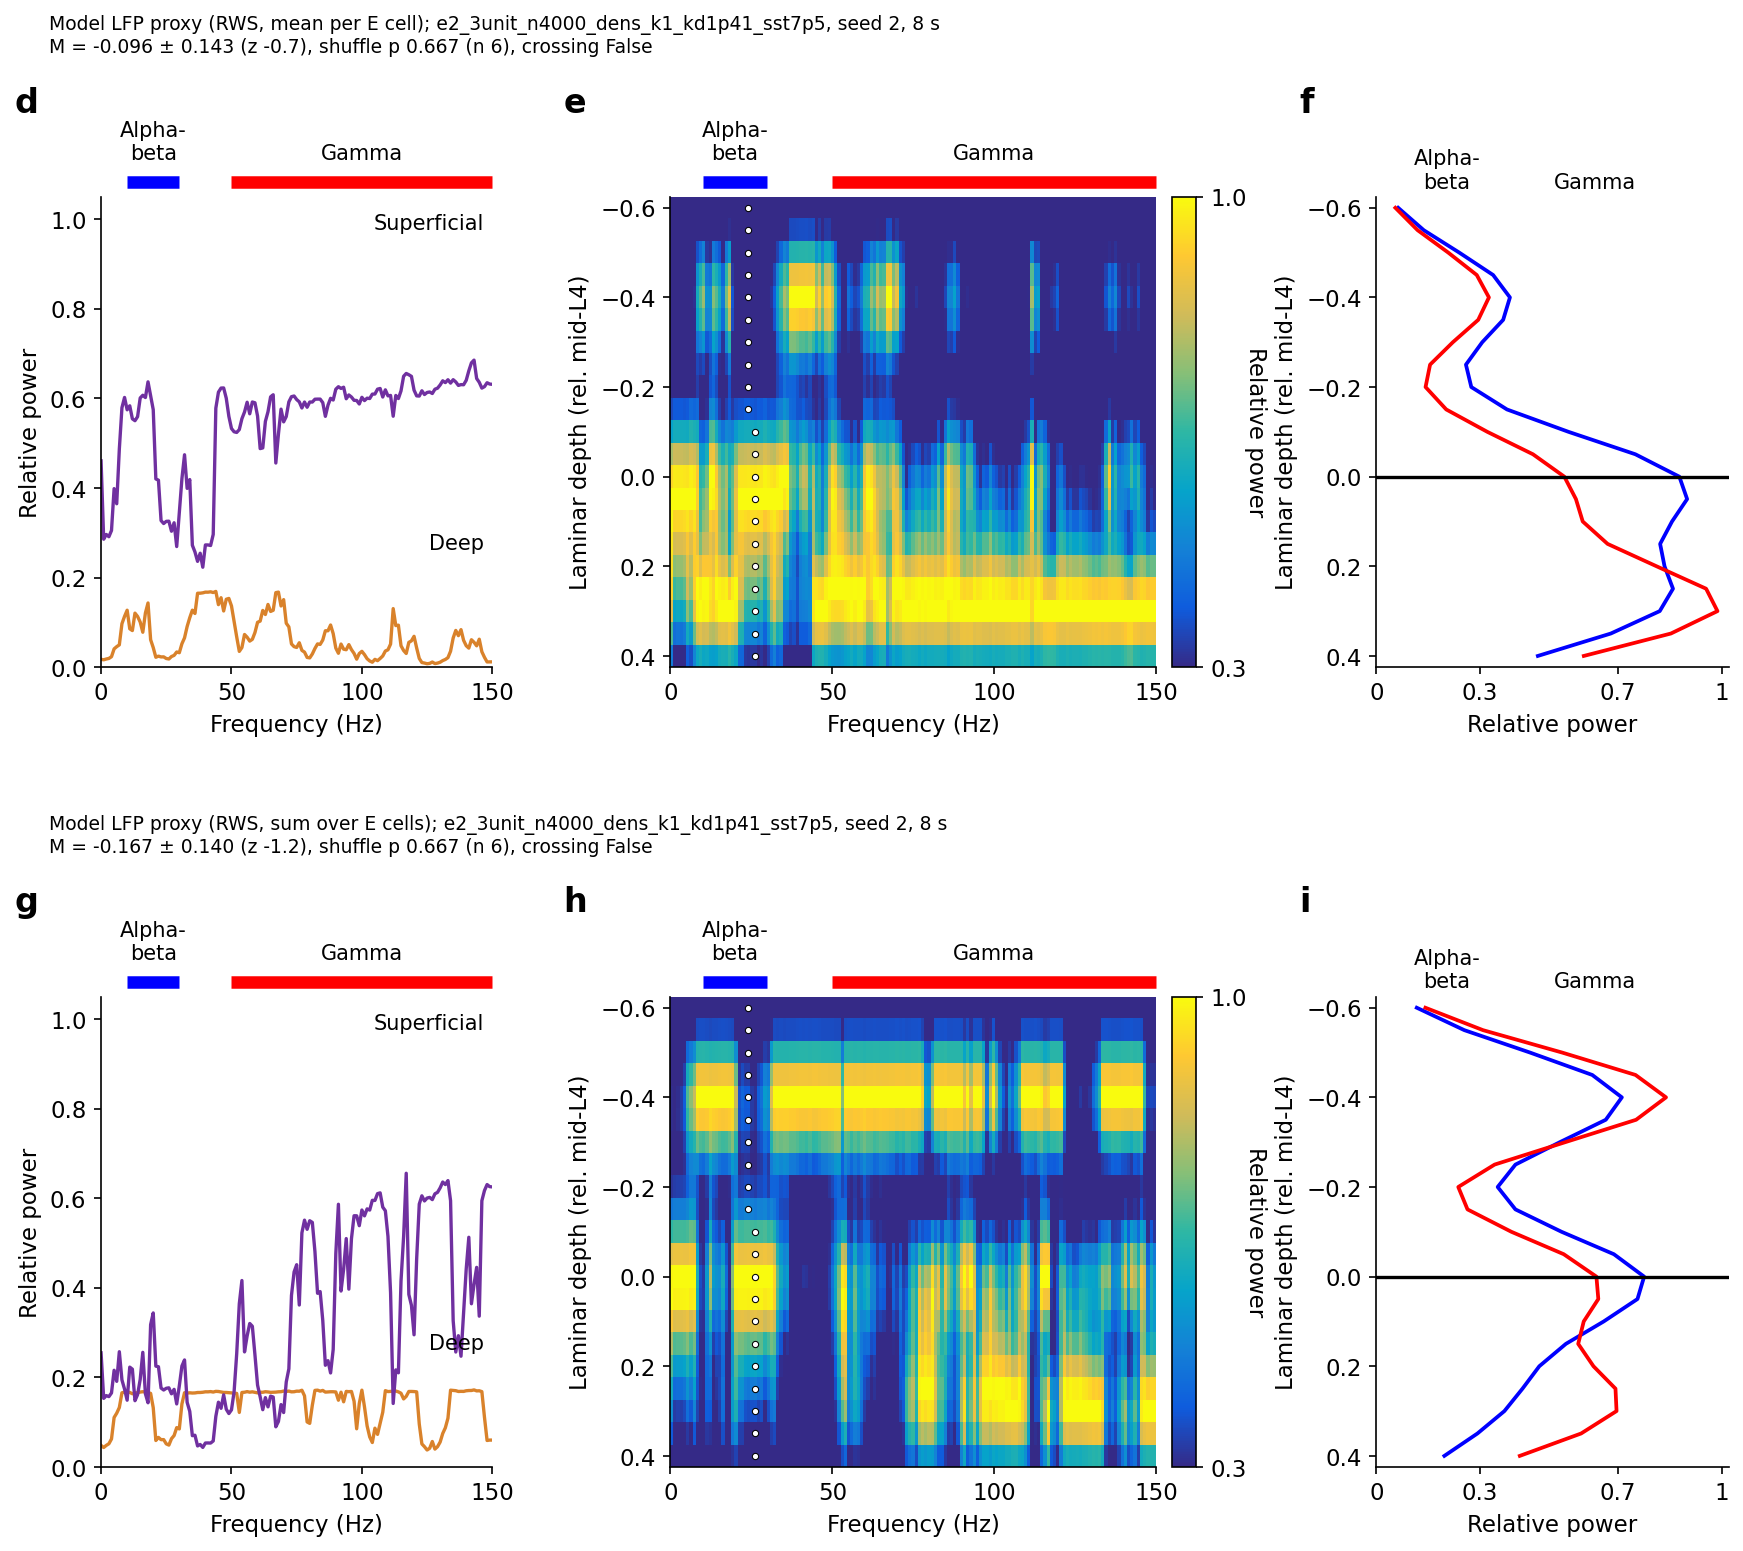 Model LFP proxy (RWS, mean per E cell); e2_3unit_n4000_dens_k1_kd1p41_sst7p5, seed 2, 8 s
M = -0.096 ± 0.143 (z -0.7), shuffle p 0.667 (n 6), crossing False
d
Alpha-
beta
Gamma
Superficial
Deep
Relative power
1.0
0.8
0.6
0.4
0.2
0.0
0
50
100
150
Frequency (Hz)
e
Alpha-
beta
Gamma
Laminar depth (rel. mid-L4)
−0.6
−0.4
−0.2
0.0
0.2
0.4
0
50
100
150
Frequency (Hz)
1.0
0.3
Relative power
f
Alpha-
beta
Gamma
Laminar depth (rel. mid-L4)
−0.6
−0.4
−0.2
0.0
0.2
0.4
0
0.3
0.7
1
Relative power
Model LFP proxy (RWS, sum over E cells); e2_3unit_n4000_dens_k1_kd1p41_sst7p5, seed 2, 8 s
M = -0.167 ± 0.140 (z -1.2), shuffle p 0.667 (n 6), crossing False
g
Alpha-
beta
Gamma
Superficial
Deep
Relative power
1.0
0.8
0.6
0.4
0.2
0.0
0
50
100
150
Frequency (Hz)
h
Alpha-
beta
Gamma
Laminar depth (rel. mid-L4)
−0.6
−0.4
−0.2
0.0
0.2
0.4
0
50
100
150
Frequency (Hz)
1.0
0.3
Relative power
i
Alpha-
beta
Gamma
Laminar depth (rel. mid-L4)
−0.6
−0.4
−0.2
0.0
0.2
0.4
0
0.3
0.7
1
Relative power